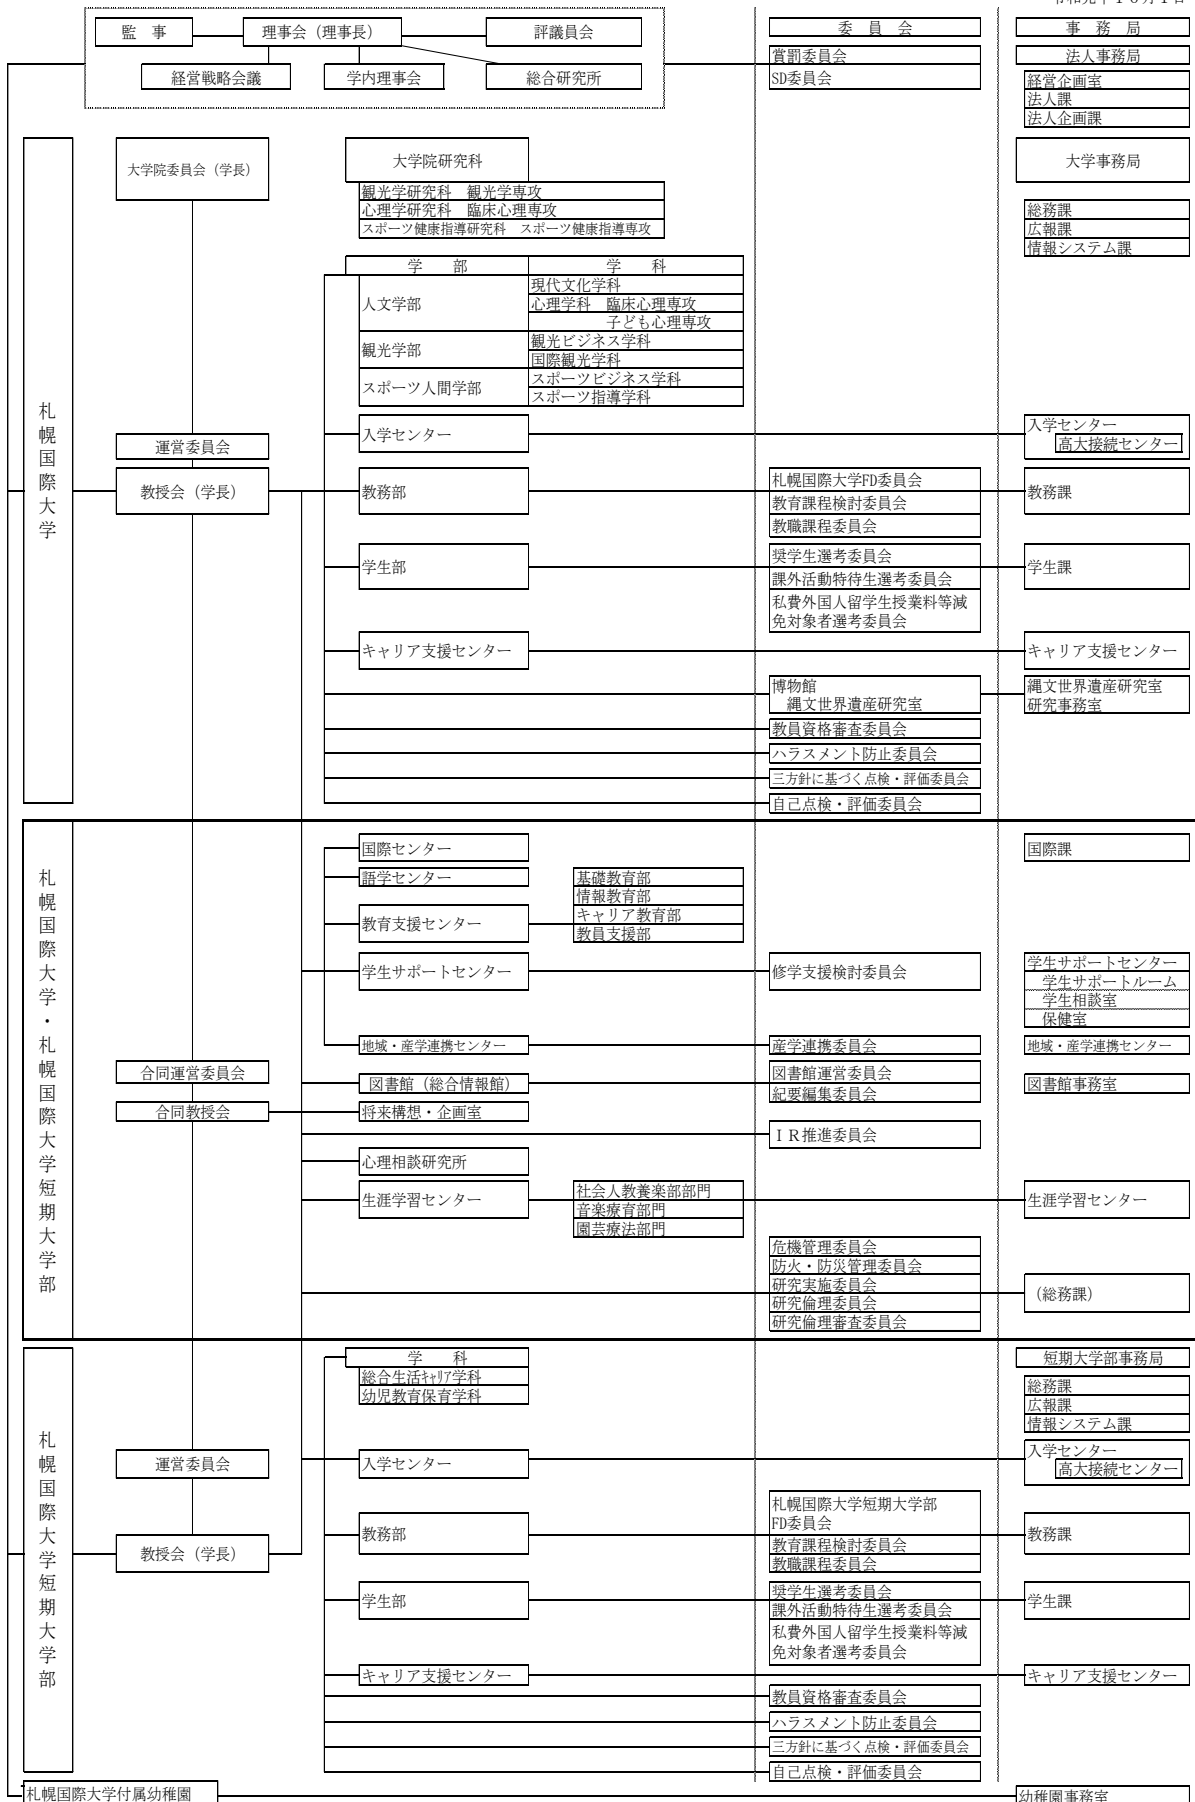 令和元年10月1日
監　事
理事会（理事長）
評議員会
委　員　会
事　務　局
経営戦略会議
学内理事会
総合研究所
賞罰委員会
SD委員会
法人事務局
経営企画室
法人課
法人企画課
札幌国際大学
大学院委員会（学長）
大学院研究科
大学事務局
観光学研究科　観光学専攻
心理学研究科　臨床心理専攻
スポーツ健康指導研究科　スポーツ健康指導専攻
総務課
広報課
情報システム課
学　　部
学　　科
人文学部
現代文化学科
心理学科　臨床心理専攻
子ども心理専攻
観光学部
観光ビジネス学科
国際観光学科
スポーツ人間学部
スポーツビジネス学科
スポーツ指導学科
運営委員会
入学センター
入学センター
高大接続センター
教授会（学長）
教務部
札幌国際大学FD委員会
教育課程検討委員会
教職課程委員会
教務課
学生部
奨学生選考委員会
課外活動特待生選考委員会
私費外国人留学生授業料等減
免対象者選考委員会
学生課
キャリア支援センター
キャリア支援センター
博物館
縄文世界遺産研究室
縄文世界遺産研究室
研究事務室
教員資格審査委員会
ハラスメント防止委員会
三方針に基づく点検・評価委員会
自己点検・評価委員会
札幌国際大学・札幌国際大学短期大学部
国際センター
国際課
語学センター
教育支援センター
基礎教育部
情報教育部
キャリア教育部
教員支援部
学生サポートセンター
修学支援検討委員会
学生サポートセンター
学生サポートルーム
学生相談室
保健室
地域・産学連携センター
産学連携委員会
地域・産学連携センター
合同運営委員会
図書館（総合情報館）
図書館運営委員会
紀要編集委員会
図書館事務室
合同教授会
将来構想・企画室
ＩＲ推進委員会
心理相談研究所
生涯学習センター
社会人教養楽部部門
音楽療育部門
園芸療法部門
生涯学習センター
危機管理委員会
防火・防災管理委員会
研究実施委員会
研究倫理委員会
研究倫理審査委員会
（総務課）
札幌国際大学短期大学部
学　　科
総合生活ｷｬﾘｱ学科
幼児教育保育学科
短期大学部事務局
総務課
広報課
情報システム課
運営委員会
入学センター
入学センター
高大接続センター
教授会（学長）
教務部
札幌国際大学短期大学部
FD委員会
教育課程検討委員会
教職課程委員会
教務課
学生部
奨学生選考委員会
課外活動特待生選考委員会
私費外国人留学生授業料等減
免対象者選考委員会
学生課
キャリア支援センター
キャリア支援センター
教員資格審査委員会
ハラスメント防止委員会
三方針に基づく点検・評価委員会
自己点検・評価委員会
札幌国際大学付属幼稚園
幼稚園事務室